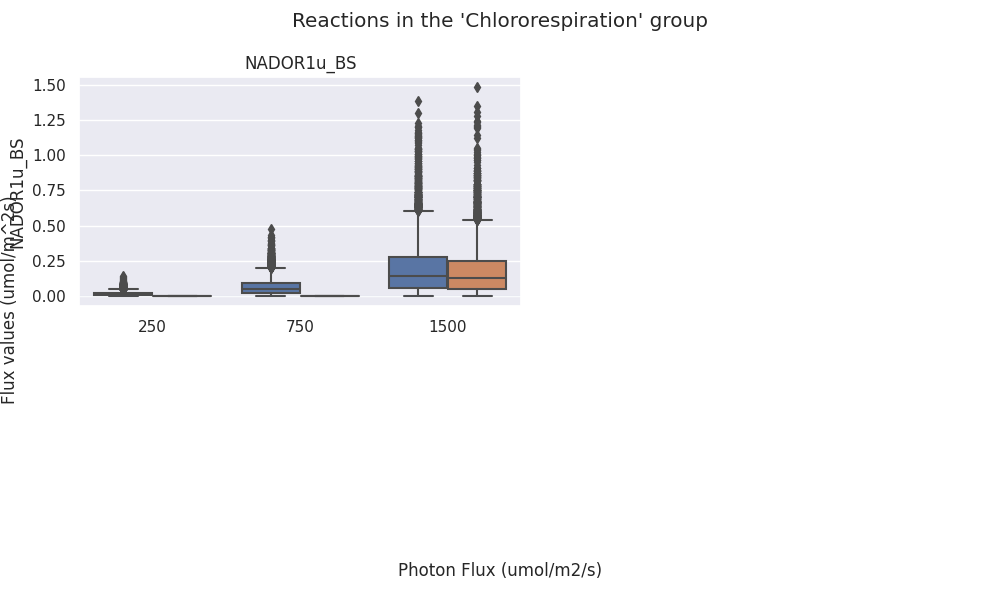 Reactions in the 'Chlororespiration' group
NADOR1u_BS
1.50
1.25
1.00
0.75
0.50
0.25
0.00
NADOR1u_BS
Flux values (umol/m^2s)
250
750
1500
Photon Flux (umol/m2/s)